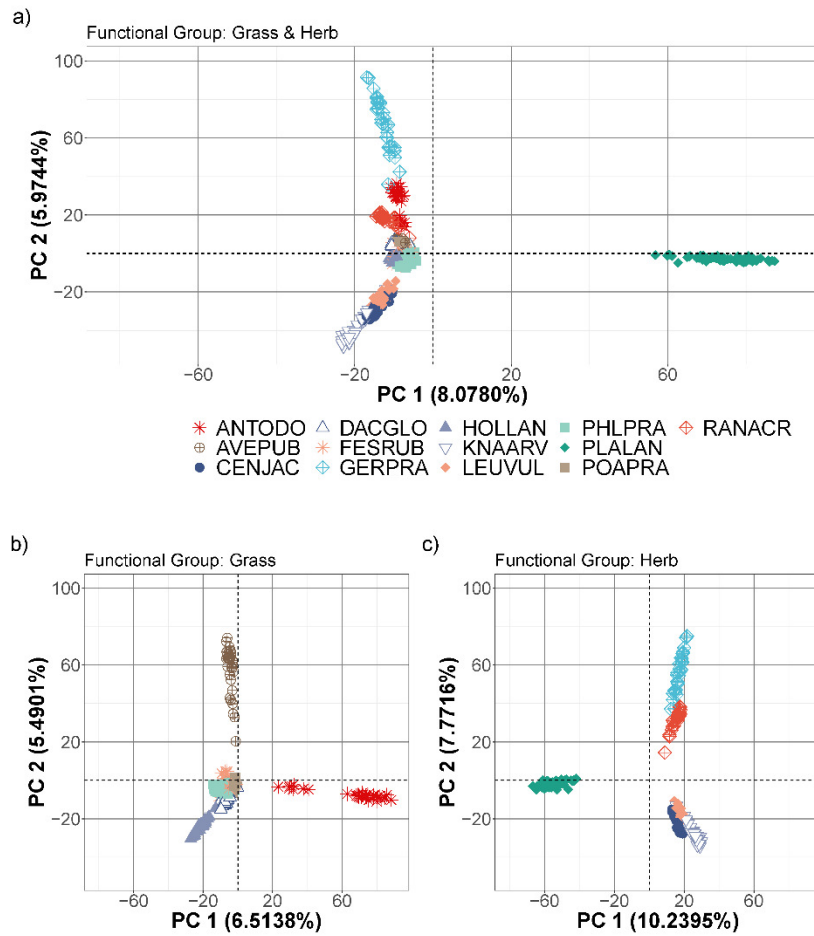 a)
Functional Group: Grass & Herb
100
60
20
−20
PC 2 (5.9744%)
−60 −20 20 60
PC 1 (8.0780%)
ANTODO DACGLO HOLLAN PHLPRA RANACR
AVEPUB FESRUB KNAARV PLALAN
CENJAC GERPRA LEUVUL POAPRA
b)
Functional Group: Grass
100
60
20
−20
PC 2 (5.4901%)
−60 −20 20 60
PC 1 (6.5138%)
c)
Functional Group: Herb
100
60
20
−20
PC 2 (7.7716%)
−60 −20 20 60
PC 1 (10.2395%)